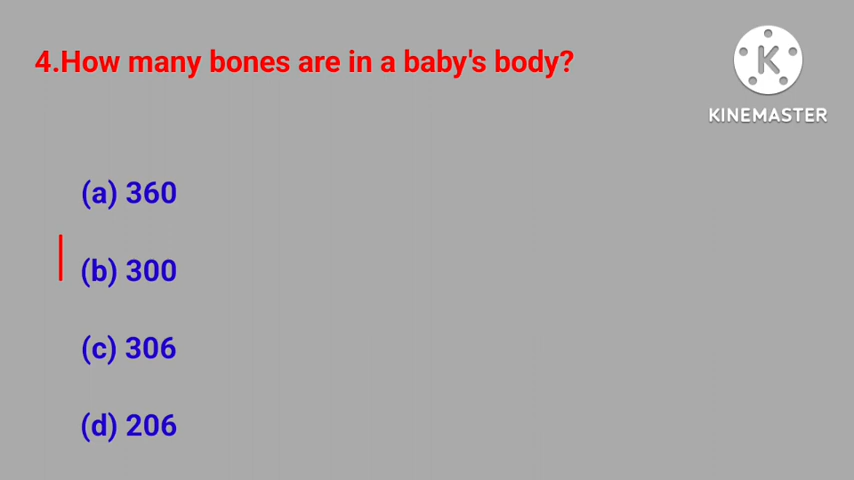 4.How many bones are in a baby's body?
KINEMASTER
(a) 360
(b) 300
(c) 306
(d) 206